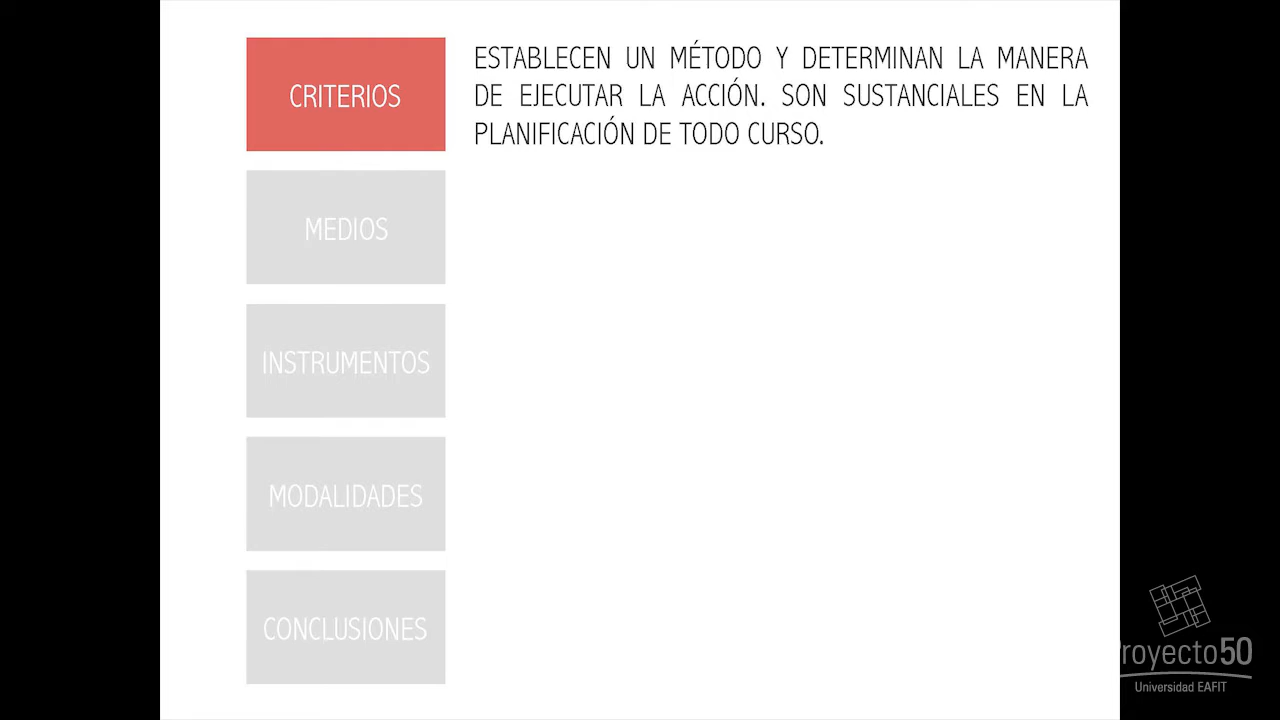 CRITERIOS
ESTABLECEN UN MÉTODO Y DETERMINAN LA MANERA
DE EJECUTAR LA ACCIÓN. SON SUSTANCIALES EN LA
PLANIFICACIÓN DE TODO CURSO.
MEDIOS
INSTRUMENTOS
MODALIDADES
CONCLUSIONES
Proyecto50
Universidad EAFIT